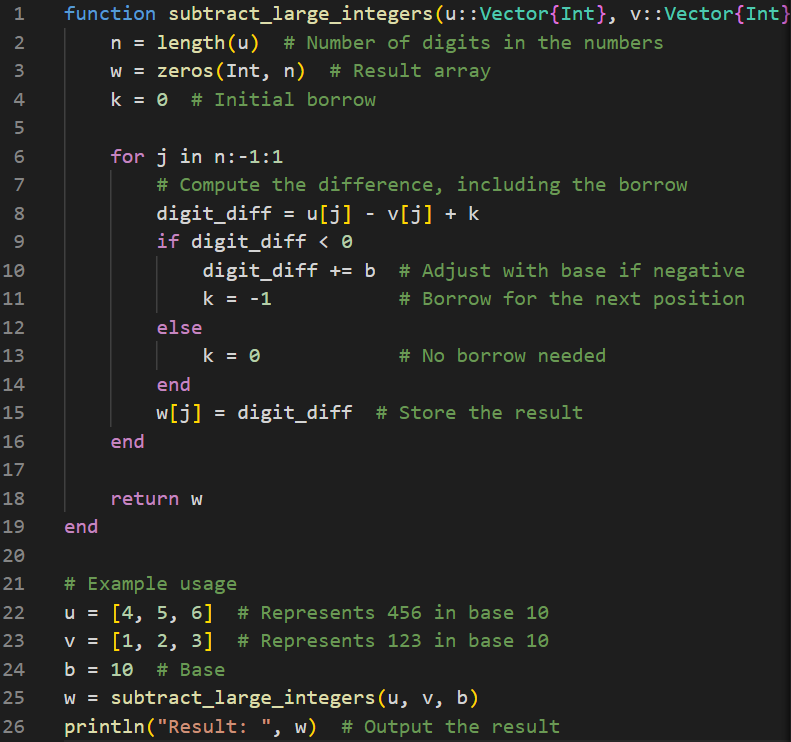 1 function subtract_large_integers(u::Vector{Int}, v::Vector{Int}
2 n = length(u)  # Number of digits in the numbers
3 w = zeros(Int, n)  # Result array
4 k = 0  # Initial borrow
5
6 for j in n:-1:1
7 # Compute the difference, including the borrow
8 digit_diff = u[j] - v[j] + k
9 if digit_diff < 0
10 digit_diff += b  # Adjust with base if negative
11 k = -1           # Borrow for the next position
12 else
13 k = 0            # No borrow needed
14 end
15 w[j] = digit_diff  # Store the result
16 end
17
18 return w
19 end
20
21 # Example usage
22 u = [4, 5, 6]  # Represents 456 in base 10
23 v = [1, 2, 3]  # Represents 123 in base 10
24 b = 10  # Base
25 w = subtract_large_integers(u, v, b)
26 println("Result: ", w)  # Output the result